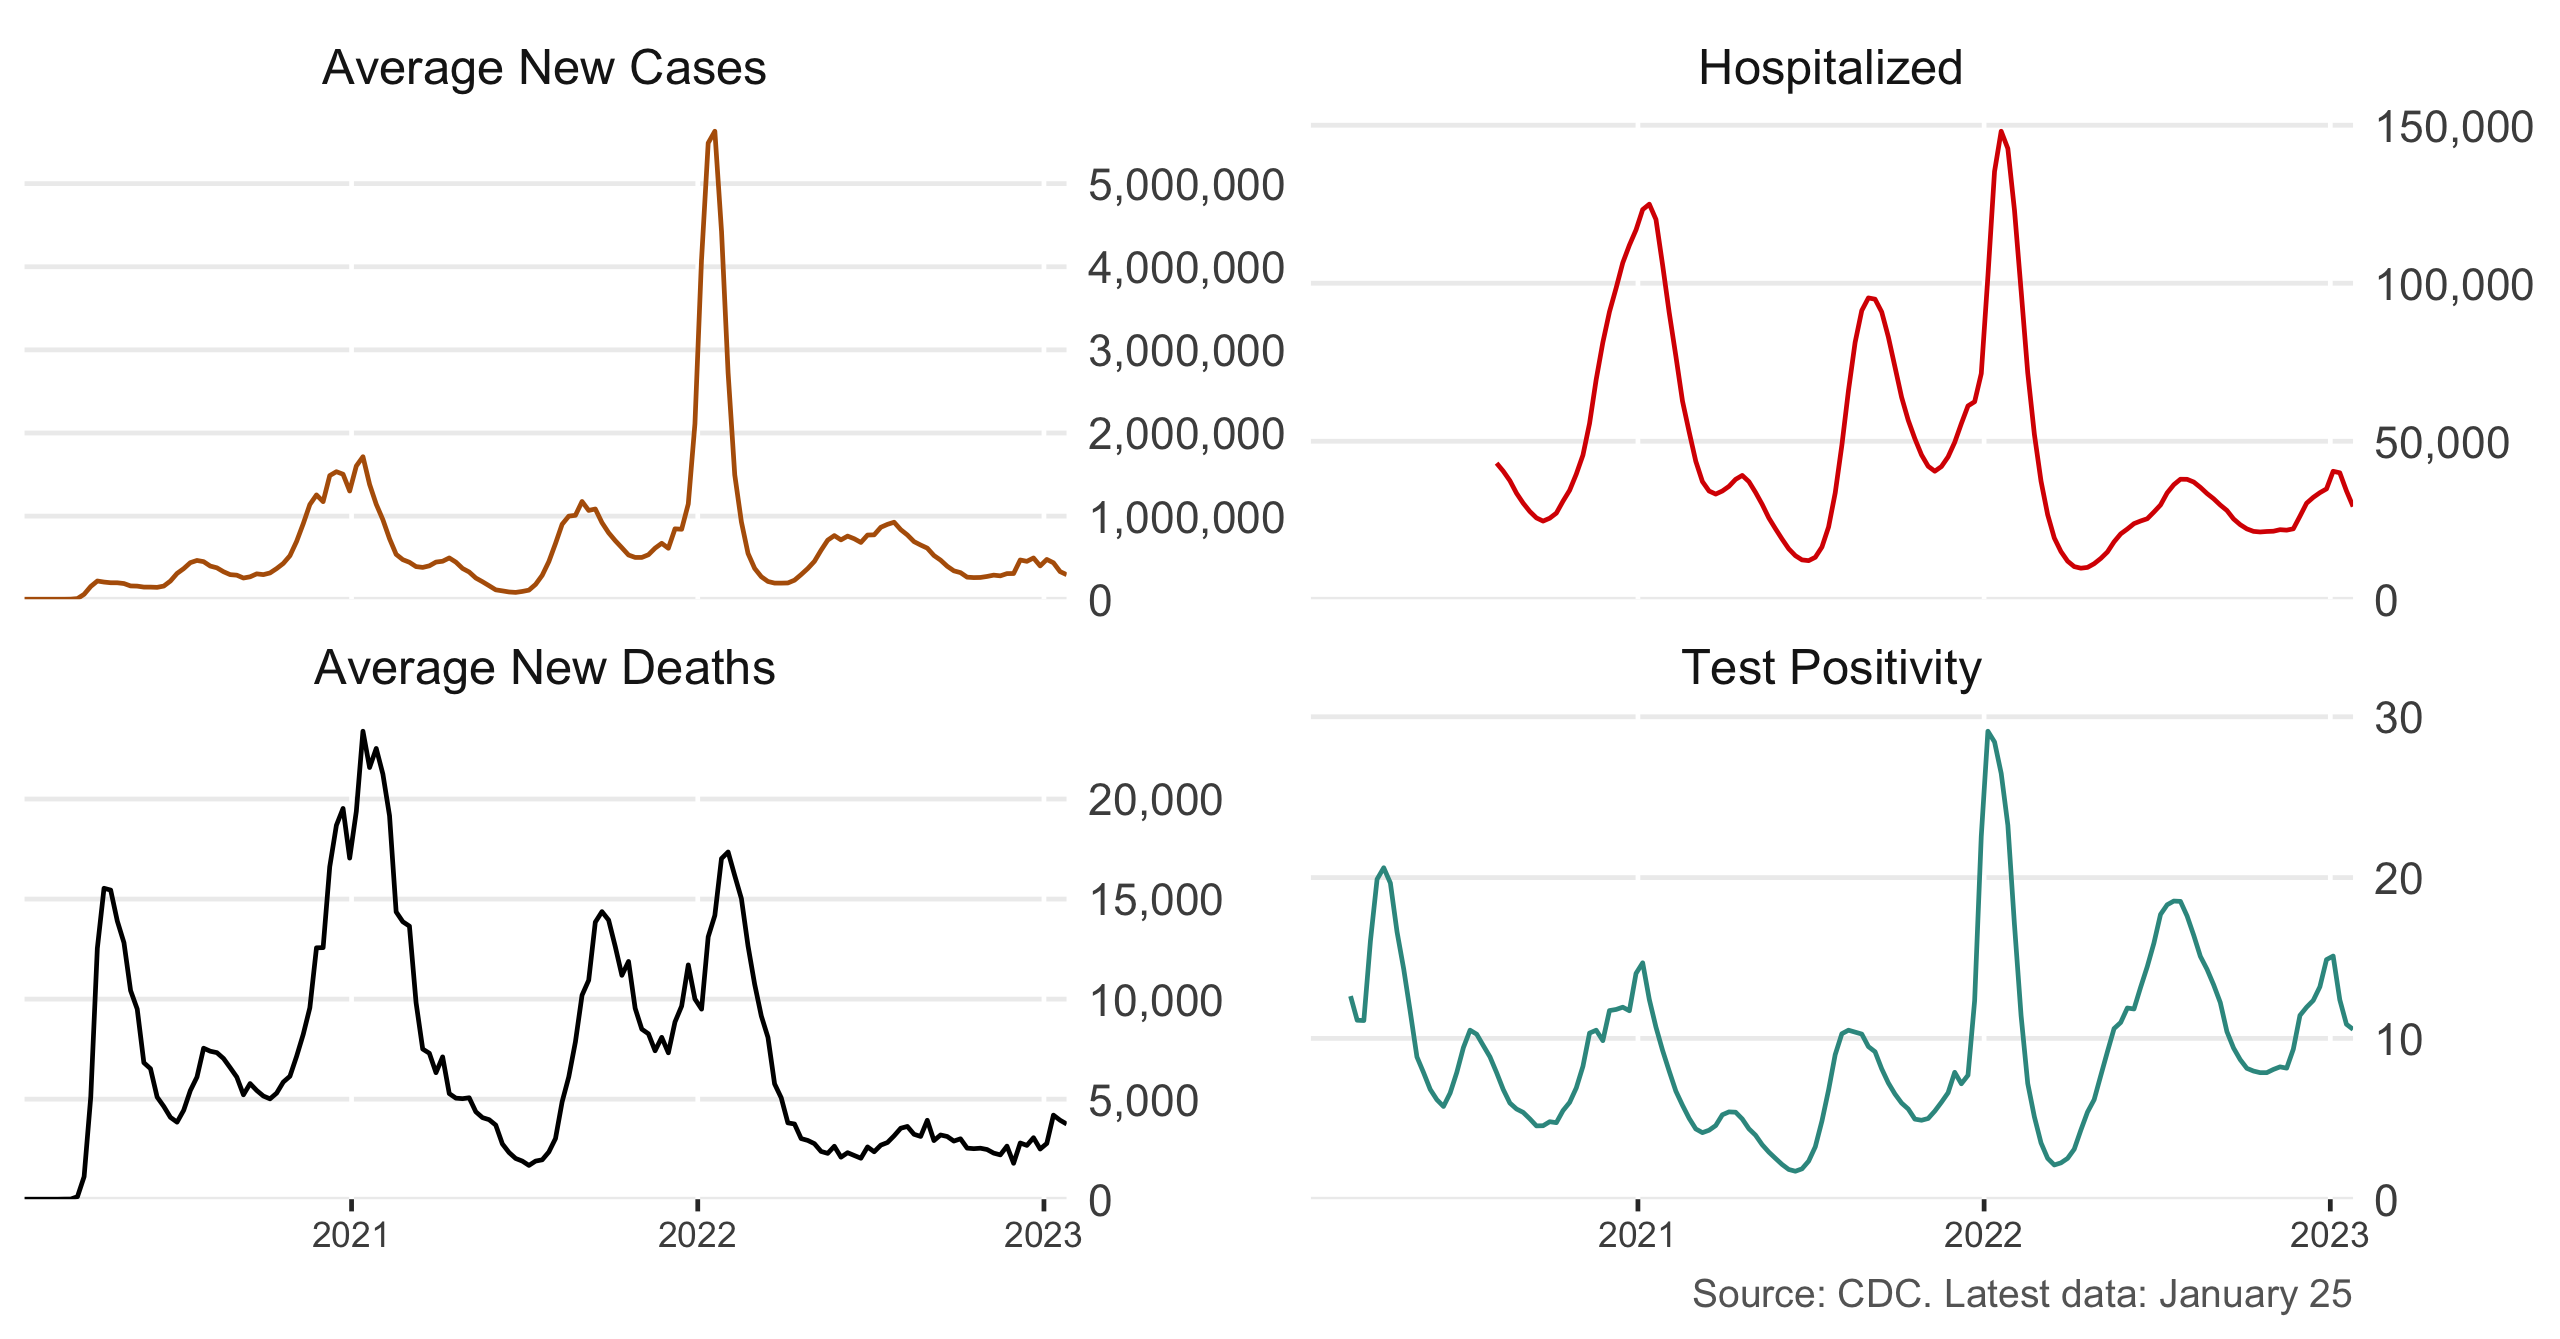 Average New Cases
5,000,000
4,000,000
3,000,000
2,000,000
1,000,000
0
Hospitalized
150,000
100,000
50,000
0
Average New Deaths
20,000
15,000
10,000
5,000
0
2021 2022 2023
Test Positivity
30
20
10
0
2021 2022 2023
Source: CDC. Latest data: January 25